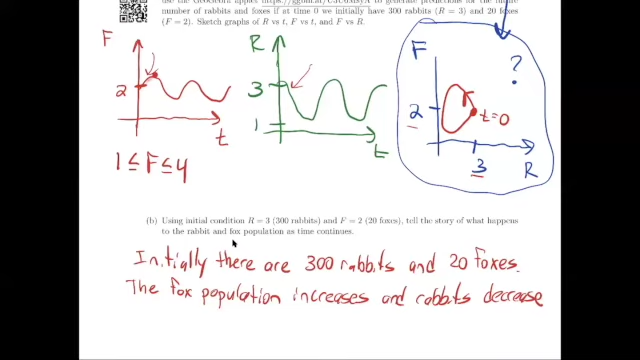 use the GeoGebra applet https://ggbm.at/ to generate predictions for the
number of rabbits and foxes if at time 0 we initially have 300 rabbits (R = 3) and 20 foxes
(F = 2). Sketch graphs of R vs t, F vs t, and F vs R.
F
2
t
1 ≤ F ≤ 4
R
3
1
t
F
?
2
t=0
3
R
(b) Using initial condition R = 3 (300 rabbits) and F = 2 (20 foxes), tell the story of what happens
to the rabbit and fox population as time continues.
Initially there are 300 rabbits and 20 foxes.
The fox population increases and rabbits decrease